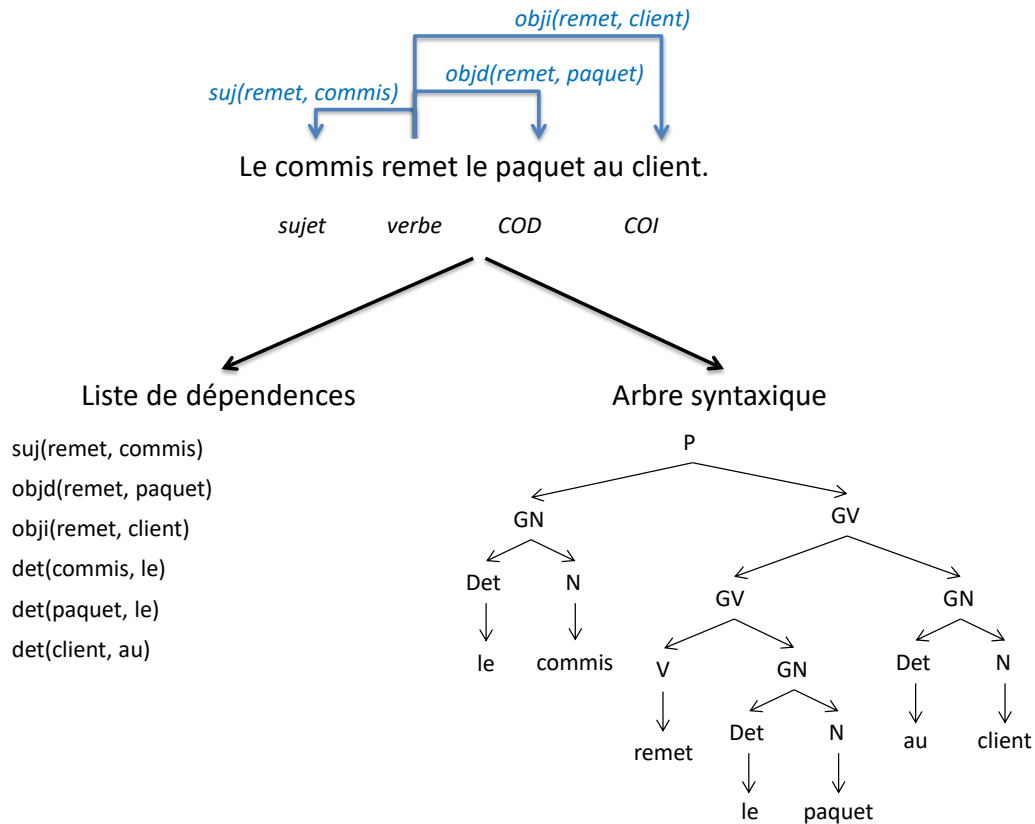 obji(remet, client)
objd(remet, paquet)
suj(remet, commis)
Le commis remet le paquet au client.
sujet verbe COD COI
Liste de dépendences
suj(remet, commis)
objd(remet, paquet)
obji(remet, client)
det(commis, le)
det(paquet, le)
det(client, au)
Arbre syntaxique
P
GN GV
Det N GV GN
le commis V GN Det N
remet Det N au client
le paquet